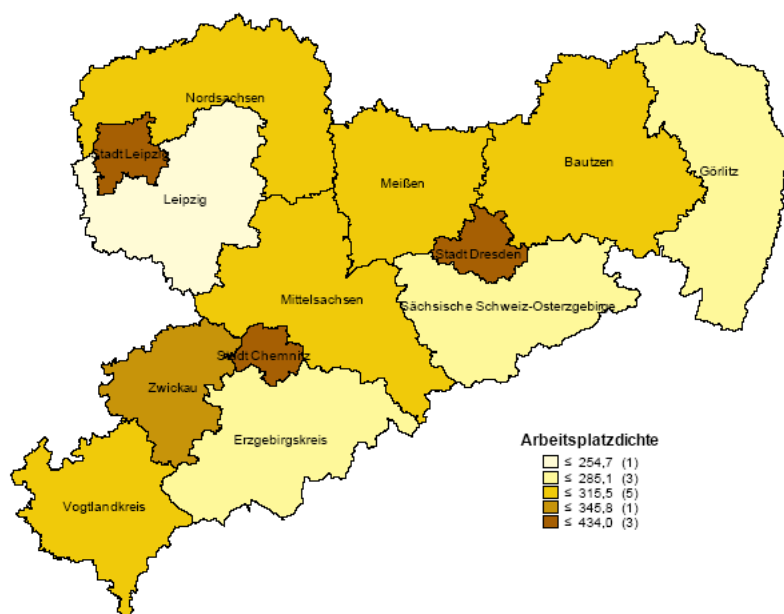 Nordsachsen
Stadt Leipzig
Bautzen
Görlitz
Meißen
Leipzig
Stadt Dresden
Mittelsachsen
Sächsische Schweiz-Osterzgebirge
Stadt Chemnitz
Zwickau
Erzgebirgskreis
Vogtlandkreis
Arbeitsplatzdichte
≤ 254,7 (1)
≤ 285,1 (3)
≤ 315,5 (5)
≤ 345,8 (1)
≤ 434,0 (3)